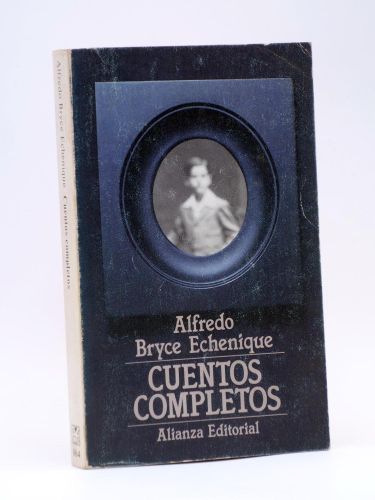 Alfredo
Bryce Echenique
CUENTOS
COMPLETOS
Alianza Editorial
Alfredo Bryce Echenique Cuentos completos